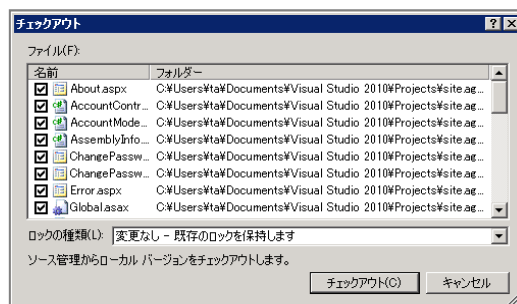 チェックアウト
ファイル(F):
名前 フォルダー
About.aspx C:¥Users¥ta¥Documents¥Visual Studio 2010¥Projects¥site.ag...
AccountContr... C:¥Users¥ta¥Documents¥Visual Studio 2010¥Projects¥site.ag...
AccountMode... C:¥Users¥ta¥Documents¥Visual Studio 2010¥Projects¥site.ag...
AssemblyInfo... C:¥Users¥ta¥Documents¥Visual Studio 2010¥Projects¥site.ag...
ChangePassw... C:¥Users¥ta¥Documents¥Visual Studio 2010¥Projects¥site.ag...
ChangePassw... C:¥Users¥ta¥Documents¥Visual Studio 2010¥Projects¥site.ag...
Error.aspx C:¥Users¥ta¥Documents¥Visual Studio 2010¥Projects¥site.ag...
Global.asax C:¥Users¥ta¥Documents¥Visual Studio 2010¥Projects¥site.ag...
ロックの種類(L): 変更なし - 既存のロックを保持します
ソース管理からローカル バージョンをチェックアウトします。
チェックアウト(C) キャンセル